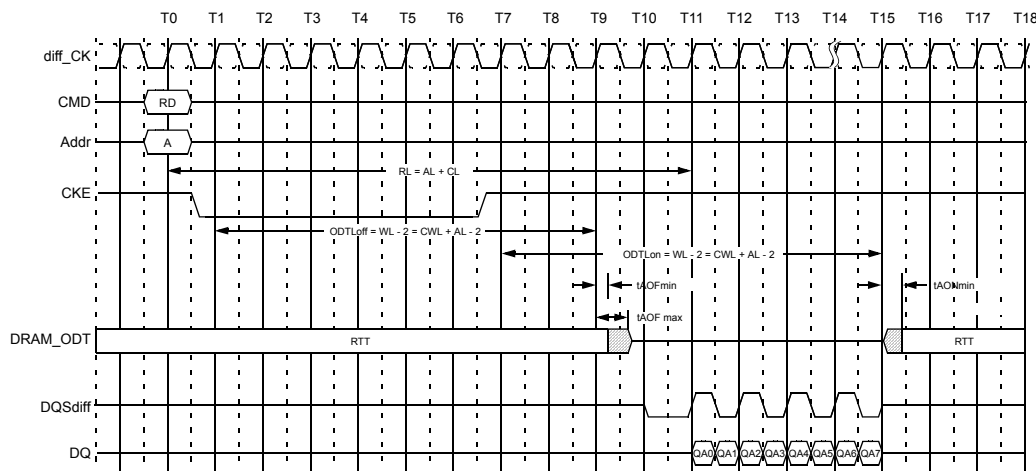 T0 T1 T2 T3 T4 T5 T6 T7 T8 T9 T10 T11 T12 T13 T14 T15 T16 T17 T18
diff_CK
CMD RD
Addr A
RL = AL + CL
CKE
ODTLoff = WL - 2 = CWL + AL - 2
ODTLon = WL - 2 = CWL + AL - 2
tAOFmin tAONmin
tAOF max
DRAM_ODT RTT RTT
DQSdiff
DQ QA0 QA1 QA2 QA3 QA4 QA5 QA6 QA7